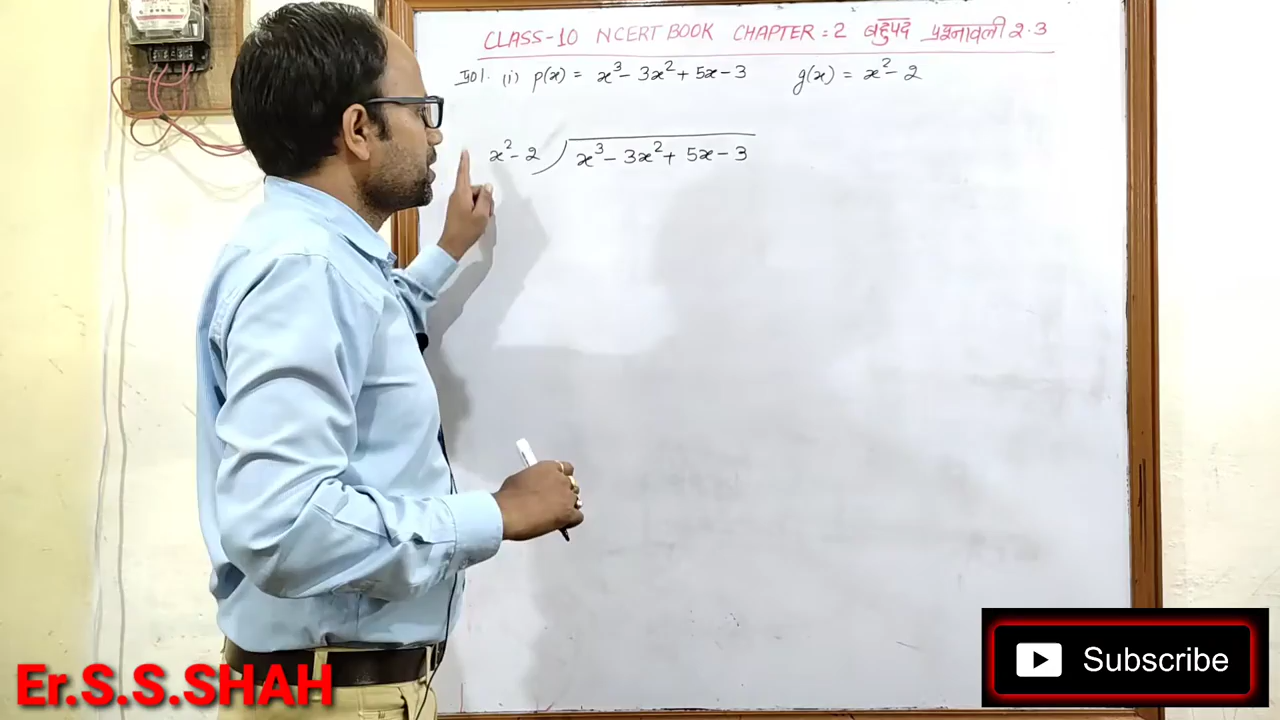 CLASS-10 NCERT BOOK CHAPTER = 2 बहुपद प्रश्नावली 2.3
(i) p(x) = x³ - 3x² + 5x - 3 g(x) = x² - 2
x² - 2 ) x³ - 3x² + 5x - 3
Subscribe
Er.S.S.SHAH